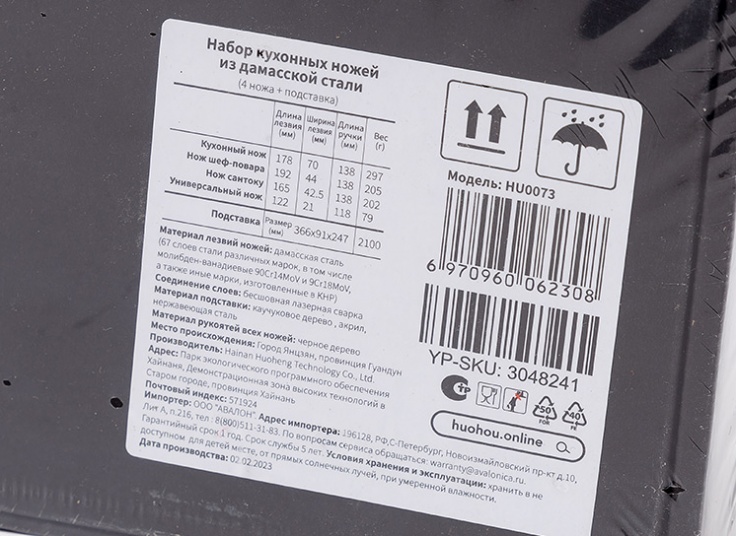 Набор кухонных ножей
из дамасской стали
(4 ножа + подставка)
Длина лезвия (мм) Ширина лезвия (мм) Длина ручки (мм) Вес (г)
Кухонный нож 178 70 138 297
Нож шеф-повара 192 44 138 205
Нож сантоку 165 42.5 138 202
Универсальный нож 122 21 118 79
Подставка Размер (мм) 366x91x247 2100
Материал лезвий ножей: дамасская сталь
(67 слоев стали различных марок, в том числе
молибден-ванадиевые 90Cr14MoV и 9Cr18MoV,
а также иные марки, изготовленные в КНР)
Соединение слоев: бесшовная лазерная сварка
Материал подставки: каучуковое дерево , акрил,
нержавеющая сталь
Материал рукоятей всех ножей: черное дерево
Место происхождения: Город Янцзян, провинция Гуандун
Производитель: Hainan Huoheng Technology Co., Ltd.
Адрес: Парк экологического программного обеспечения
Хайнаня, Демонстрационная зона высоких технологий в
Старом городе, провинция Хайнань
Почтовый индекс: 571924
Импортер: ООО "АВАЛОН" Адрес импортера: 196128, РФ,С-Петербург, Новоизмайловский пр-кт д.10,
Лит А, п.216, тел : 8(800)511-31-83. По вопросам сервиса обращаться: warranty@avalonica.ru.
Гарантийный срок 1 год. Срок службы 5 лет. Условия хранения и эксплуатации: хранить в не
доступном для детей месте, от прямых солнечных лучей, при умеренной влажности.
Дата производства: 02.02.2023
Модель: HU0073
6 970960 062308
YP-SKU: 3048241
50
FOR
40
FE
huohou.online